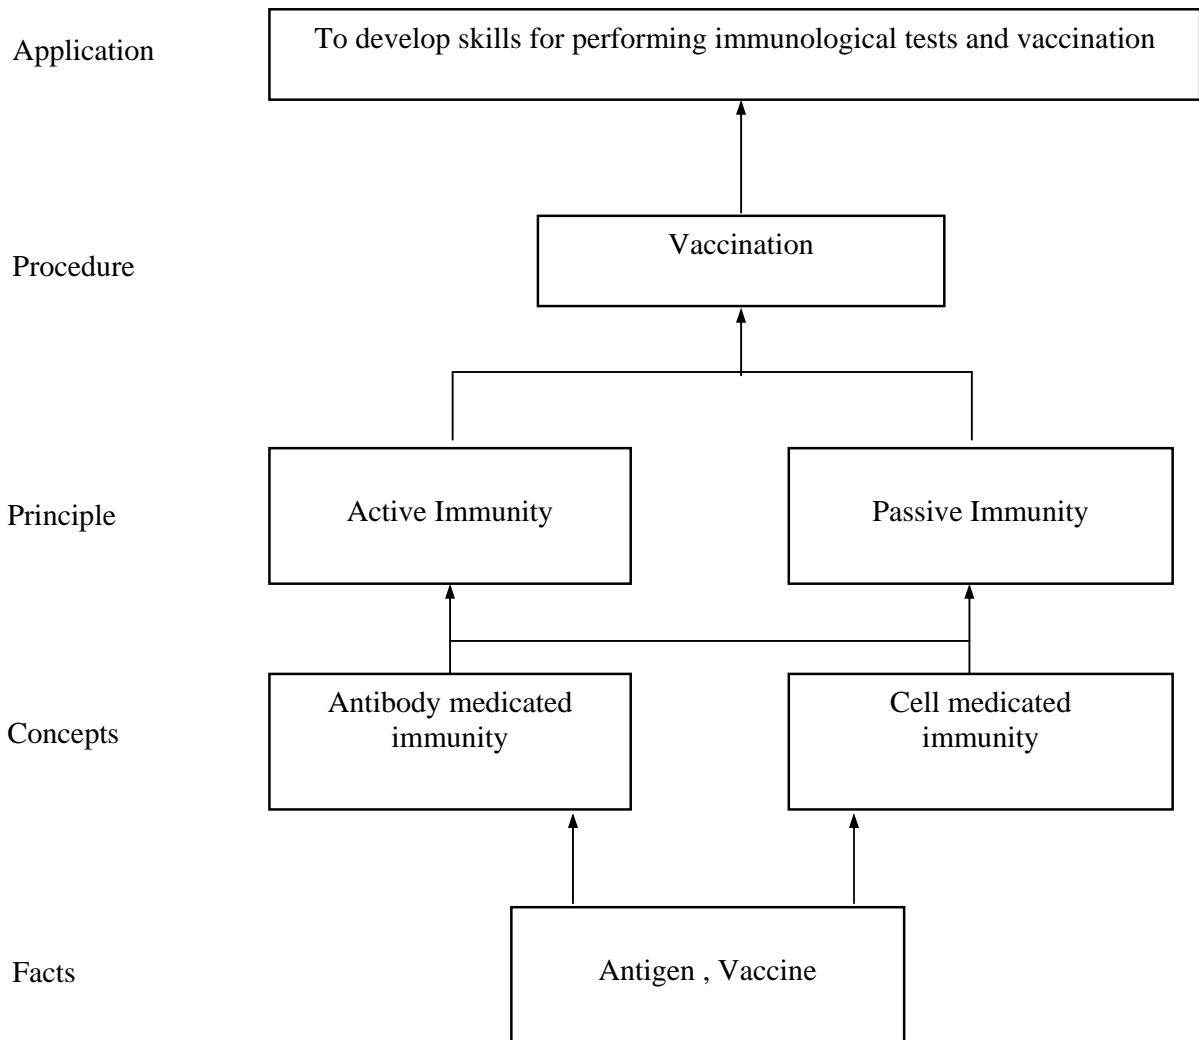 Application
To develop skills for performing immunological tests and vaccination
Procedure
Vaccination
Principle
Active Immunity
Passive Immunity
Concepts
Antibody medicated
immunity
Cell medicated
immunity
Facts
Antigen , Vaccine